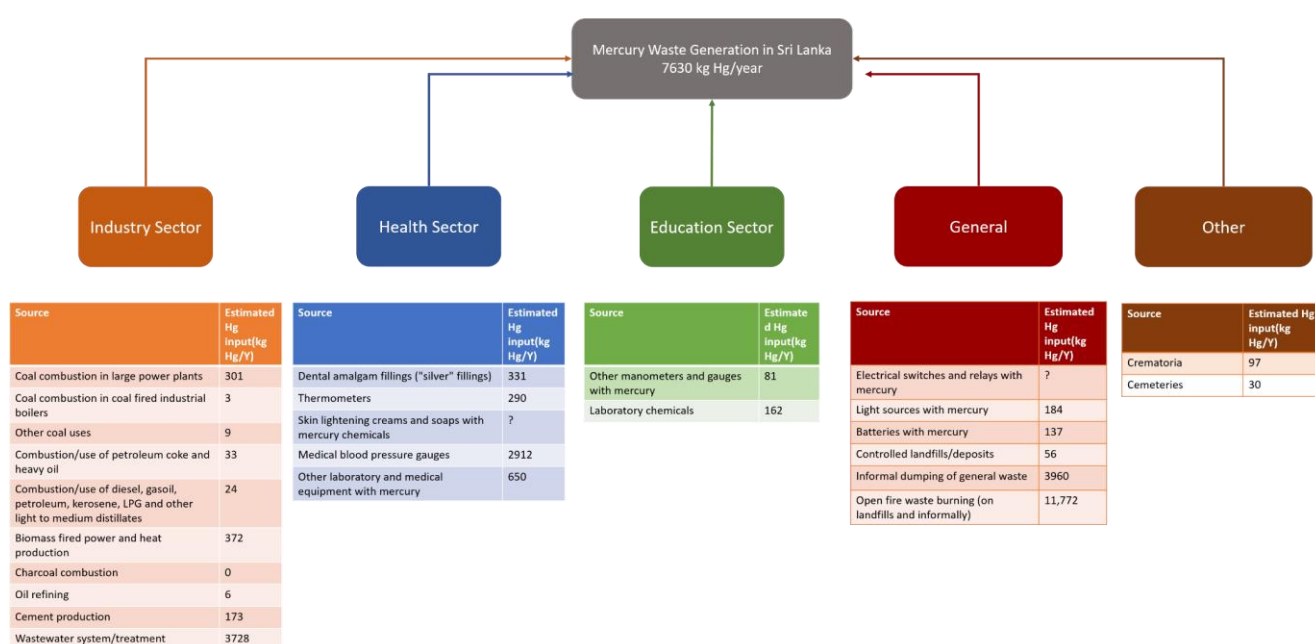 Mercury Waste Generation in Sri Lanka
7630 kg Hg/year
Industry Sector
Health Sector
Education Sector
General
Other
Source
Estimated
Hg
input(kg
Hg/Y)
Coal combustion in large power plants 301
Coal combustion in coal fired industrial 3
boilers
Other coal uses 9
Combustion/use of petroleum coke and 33
heavy oil
Combustion/use of diesel, gasoil, 24
petroleum, kerosene, LPG and other
light to medium distillates
Biomass fired power and heat 372
production
Charcoal combustion 0
Oil refining 6
Cement production 173
Wastewater system/treatment 3728
Source
Estimated
Hg
input(kg
Hg/Y)
Dental amalgam fillings ("silver" fillings) 331
Thermometers 290
Skin lightening creams and soaps with ?
mercury chemicals
Medical blood pressure gauges 2912
Other laboratory and medical 650
equipment with mercury
Source
Estimate
d Hg
input(kg
Hg/Y)
Other manometers and gauges 81
with mercury
Laboratory chemicals 162
Source
Estimated
Hg
input(kg
Hg/Y)
Electrical switches and relays with ?
mercury
Light sources with mercury 184
Batteries with mercury 137
Controlled landfills/deposits 56
Informal dumping of general waste 3960
Open fire waste burning (on 11,772
landfills and informally)
Source
Estimated Hg
input(kg
Hg/Y)
Crematoria 97
Cemeteries 30